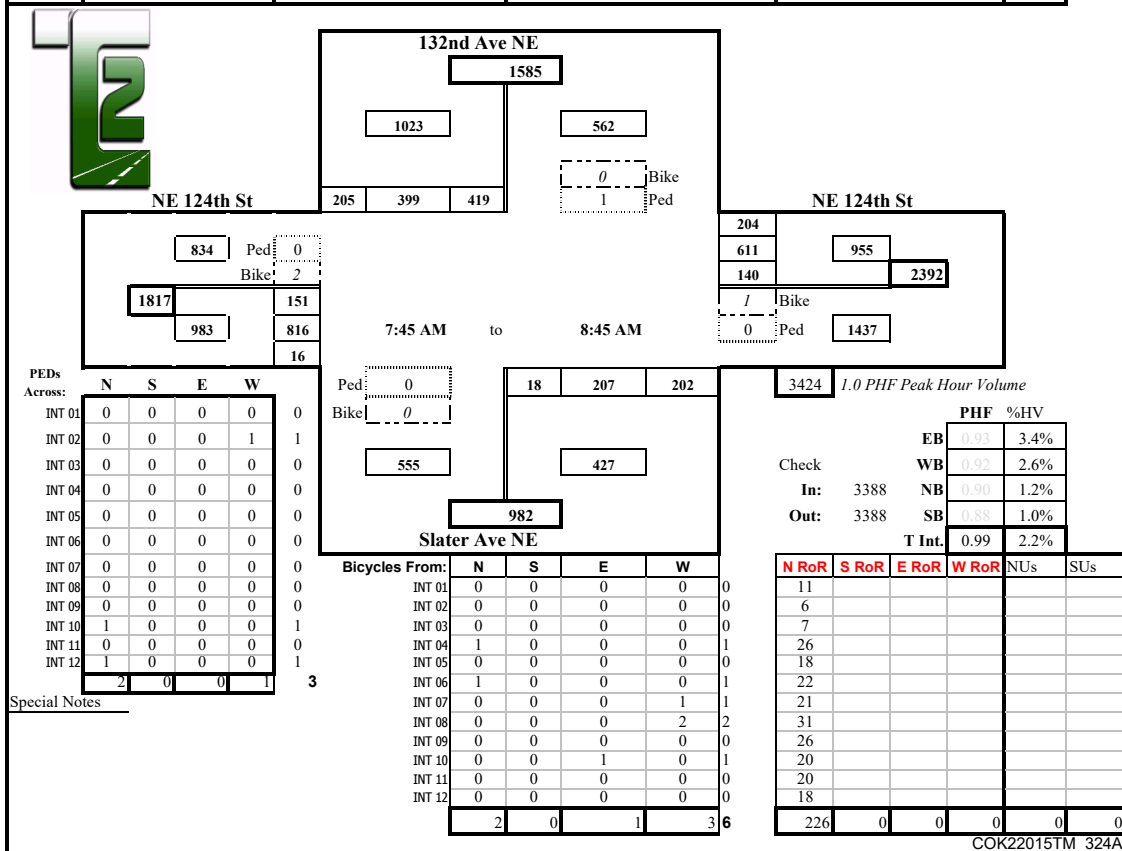 T2
132nd Ave NE
1585
1023 562
0 Bike
1 Ped
NE 124th St 205 399 419 NE 124th St
204
834 Ped 0 611 955
Bike 2 140 2392
1817 151 1 Bike
983 816 7:45 AM to 8:45 AM 0 Ped 1437
16
PEDs Across: N S E W Ped 0 18 207 202 3424 1.0 PHF Peak Hour Volume
INT 01 0 0 0 0 0 Bike 0 PHF %HV
INT 02 0 0 0 1 1 EB 0.93 3.4%
INT 03 0 0 0 0 0 555 427 Check WB 0.92 2.6%
INT 04 0 0 0 0 0 In: 3388 NB 0.90 1.2%
INT 05 0 0 0 0 0 982 Out: 3388 SB 0.88 1.0%
INT 06 0 0 0 0 0 Slater Ave NE T Int. 0.99 2.2%
INT 07 0 0 0 0 0 Bicycles From: N S E W N RoR S RoR E RoR W RoR NUs SUs
INT 08 0 0 0 0 0 INT 01 0 0 0 0 0 11
INT 09 0 0 0 0 0 INT 02 0 0 0 0 0 6
INT 10 1 0 0 0 1 INT 03 0 0 0 0 0 7
INT 11 0 0 0 0 0 INT 04 1 0 0 0 1 26
INT 12 1 0 0 0 1 INT 05 0 0 0 0 0 18
2 0 0 1 3 INT 06 1 0 0 0 1 22
Special Notes INT 07 0 0 0 1 1 21
INT 08 0 0 0 2 2 31
INT 09 0 0 0 0 0 26
INT 10 0 0 1 0 1 20
INT 11 0 0 0 0 0 20
INT 12 0 0 0 0 0 18
2 0 1 3 6 226 0 0 0 0 0
COK22015TM_324A